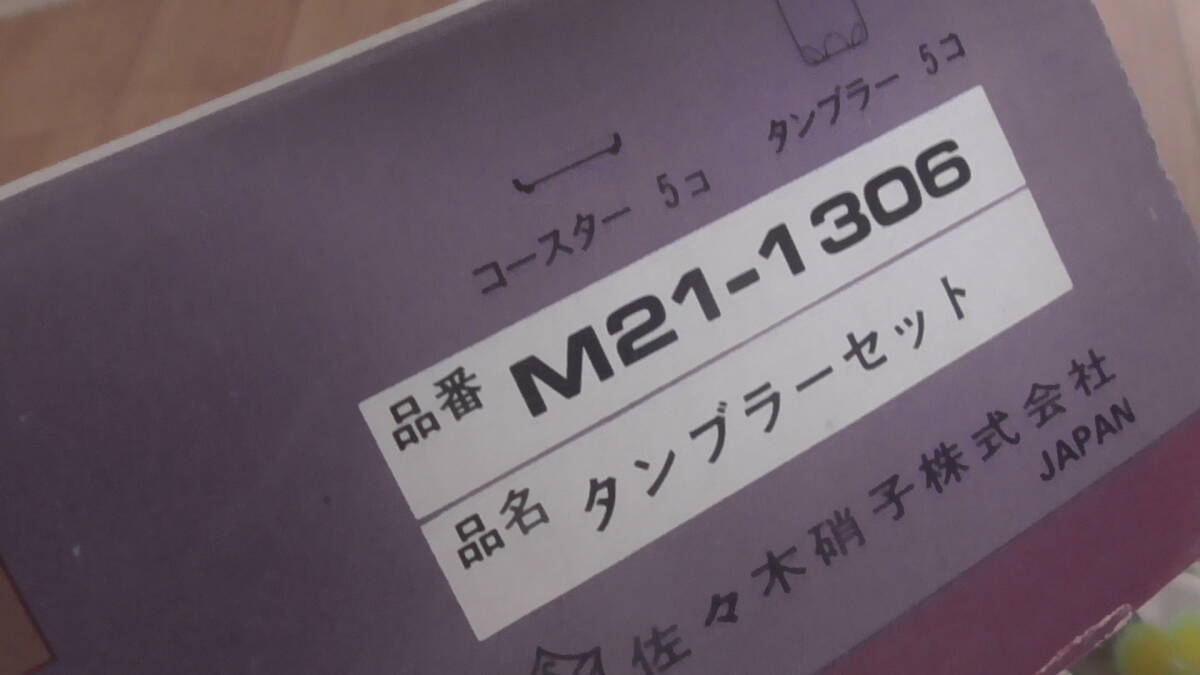 タンブラー 5コ
コースター 5コ
品番 M21-1306
品名 タンブラーセット
佐々木硝子株式会社
JAPAN